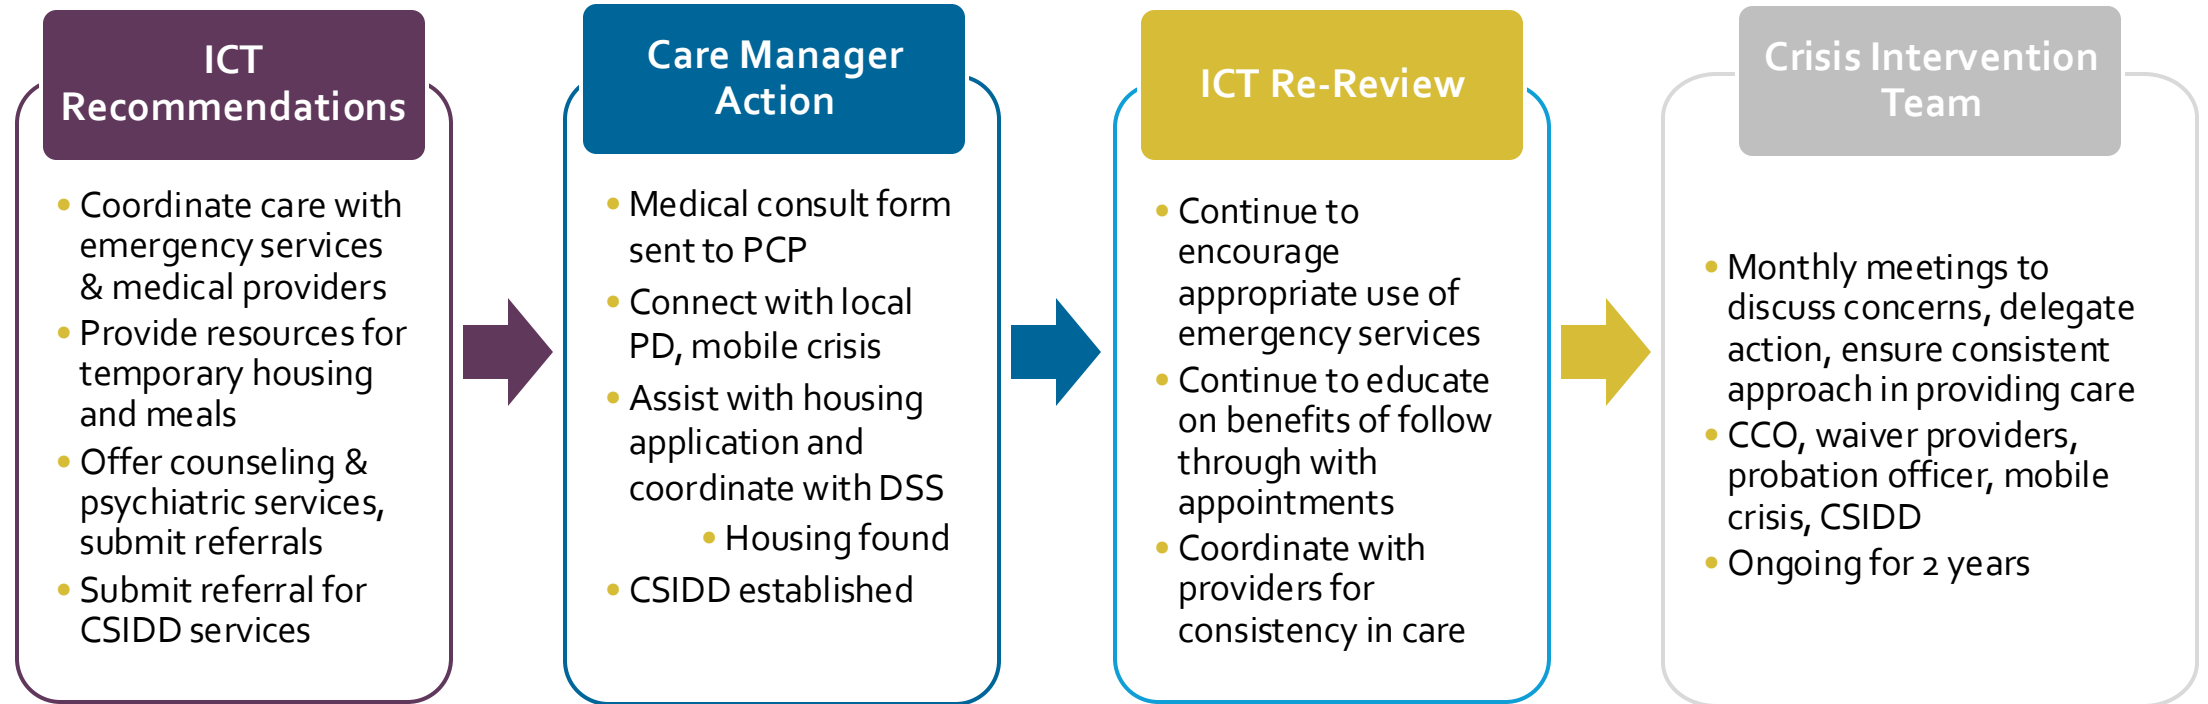 ICT
Recommendations
• Coordinate care with
emergency services
& medical providers
• Provide resources for
temporary housing
and meals
• Offer counseling &
psychiatric services,
submit referrals
• Submit referral for
CSIDD services
Care Manager
Action
• Medical consult form
sent to PCP
• Connect with local
PD, mobile crisis
• Assist with housing
application and
coordinate with DSS
• Housing found
• CSIDD established
ICT Re-Review
• Continue to
encourage
appropriate use of
emergency services
• Continue to educate
on benefits of follow
through with
appointments
• Coordinate with
providers for
consistency in care
Crisis Intervention
Team
• Monthly meetings to
discuss concerns, delegate
action, ensure consistent
approach in providing care
• CCO, waiver providers,
probation officer, mobile
crisis, CSIDD
• Ongoing for 2 years